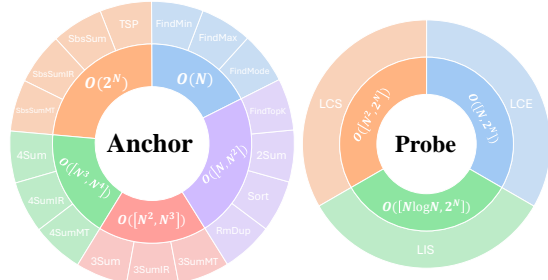 TSP
FindMin
FindMax
FindMode
FindTopK
2Sum
Sort
RmDup
3SumMT
3SumIR
3Sum
4SumMT
4SumIR
4Sum
SbsSumMT
SbsSumIR
SbsSum
O(2^N)
O(N)
O([N, N^2])
O([N^2, N^3])
O([N^3, N^4])
Anchor
LCS
LCE
LIS
O([N^2, 2^N])
O([N, 2^N])
O([NlogN, 2^N])
Probe